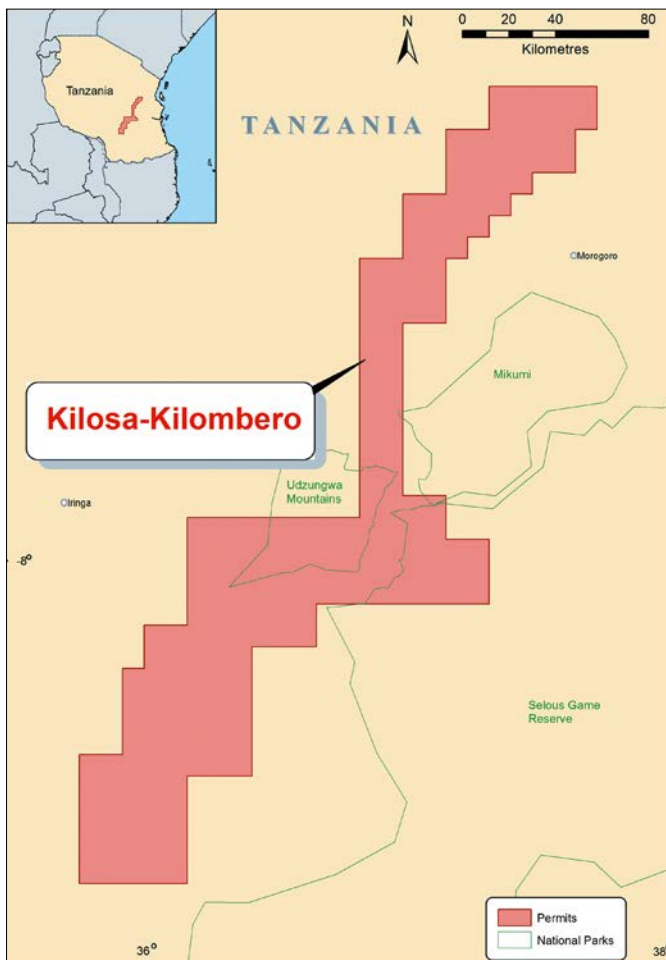 N
0 20 40 80
Kilometres
Tanzania
TANZANIA
Morogoro
Mikumi
Kilosa-Kilombero
Udzungwa
Mountains
Iringa
-8°
Selous Game
Reserve
Permits
National Parks
36°
38